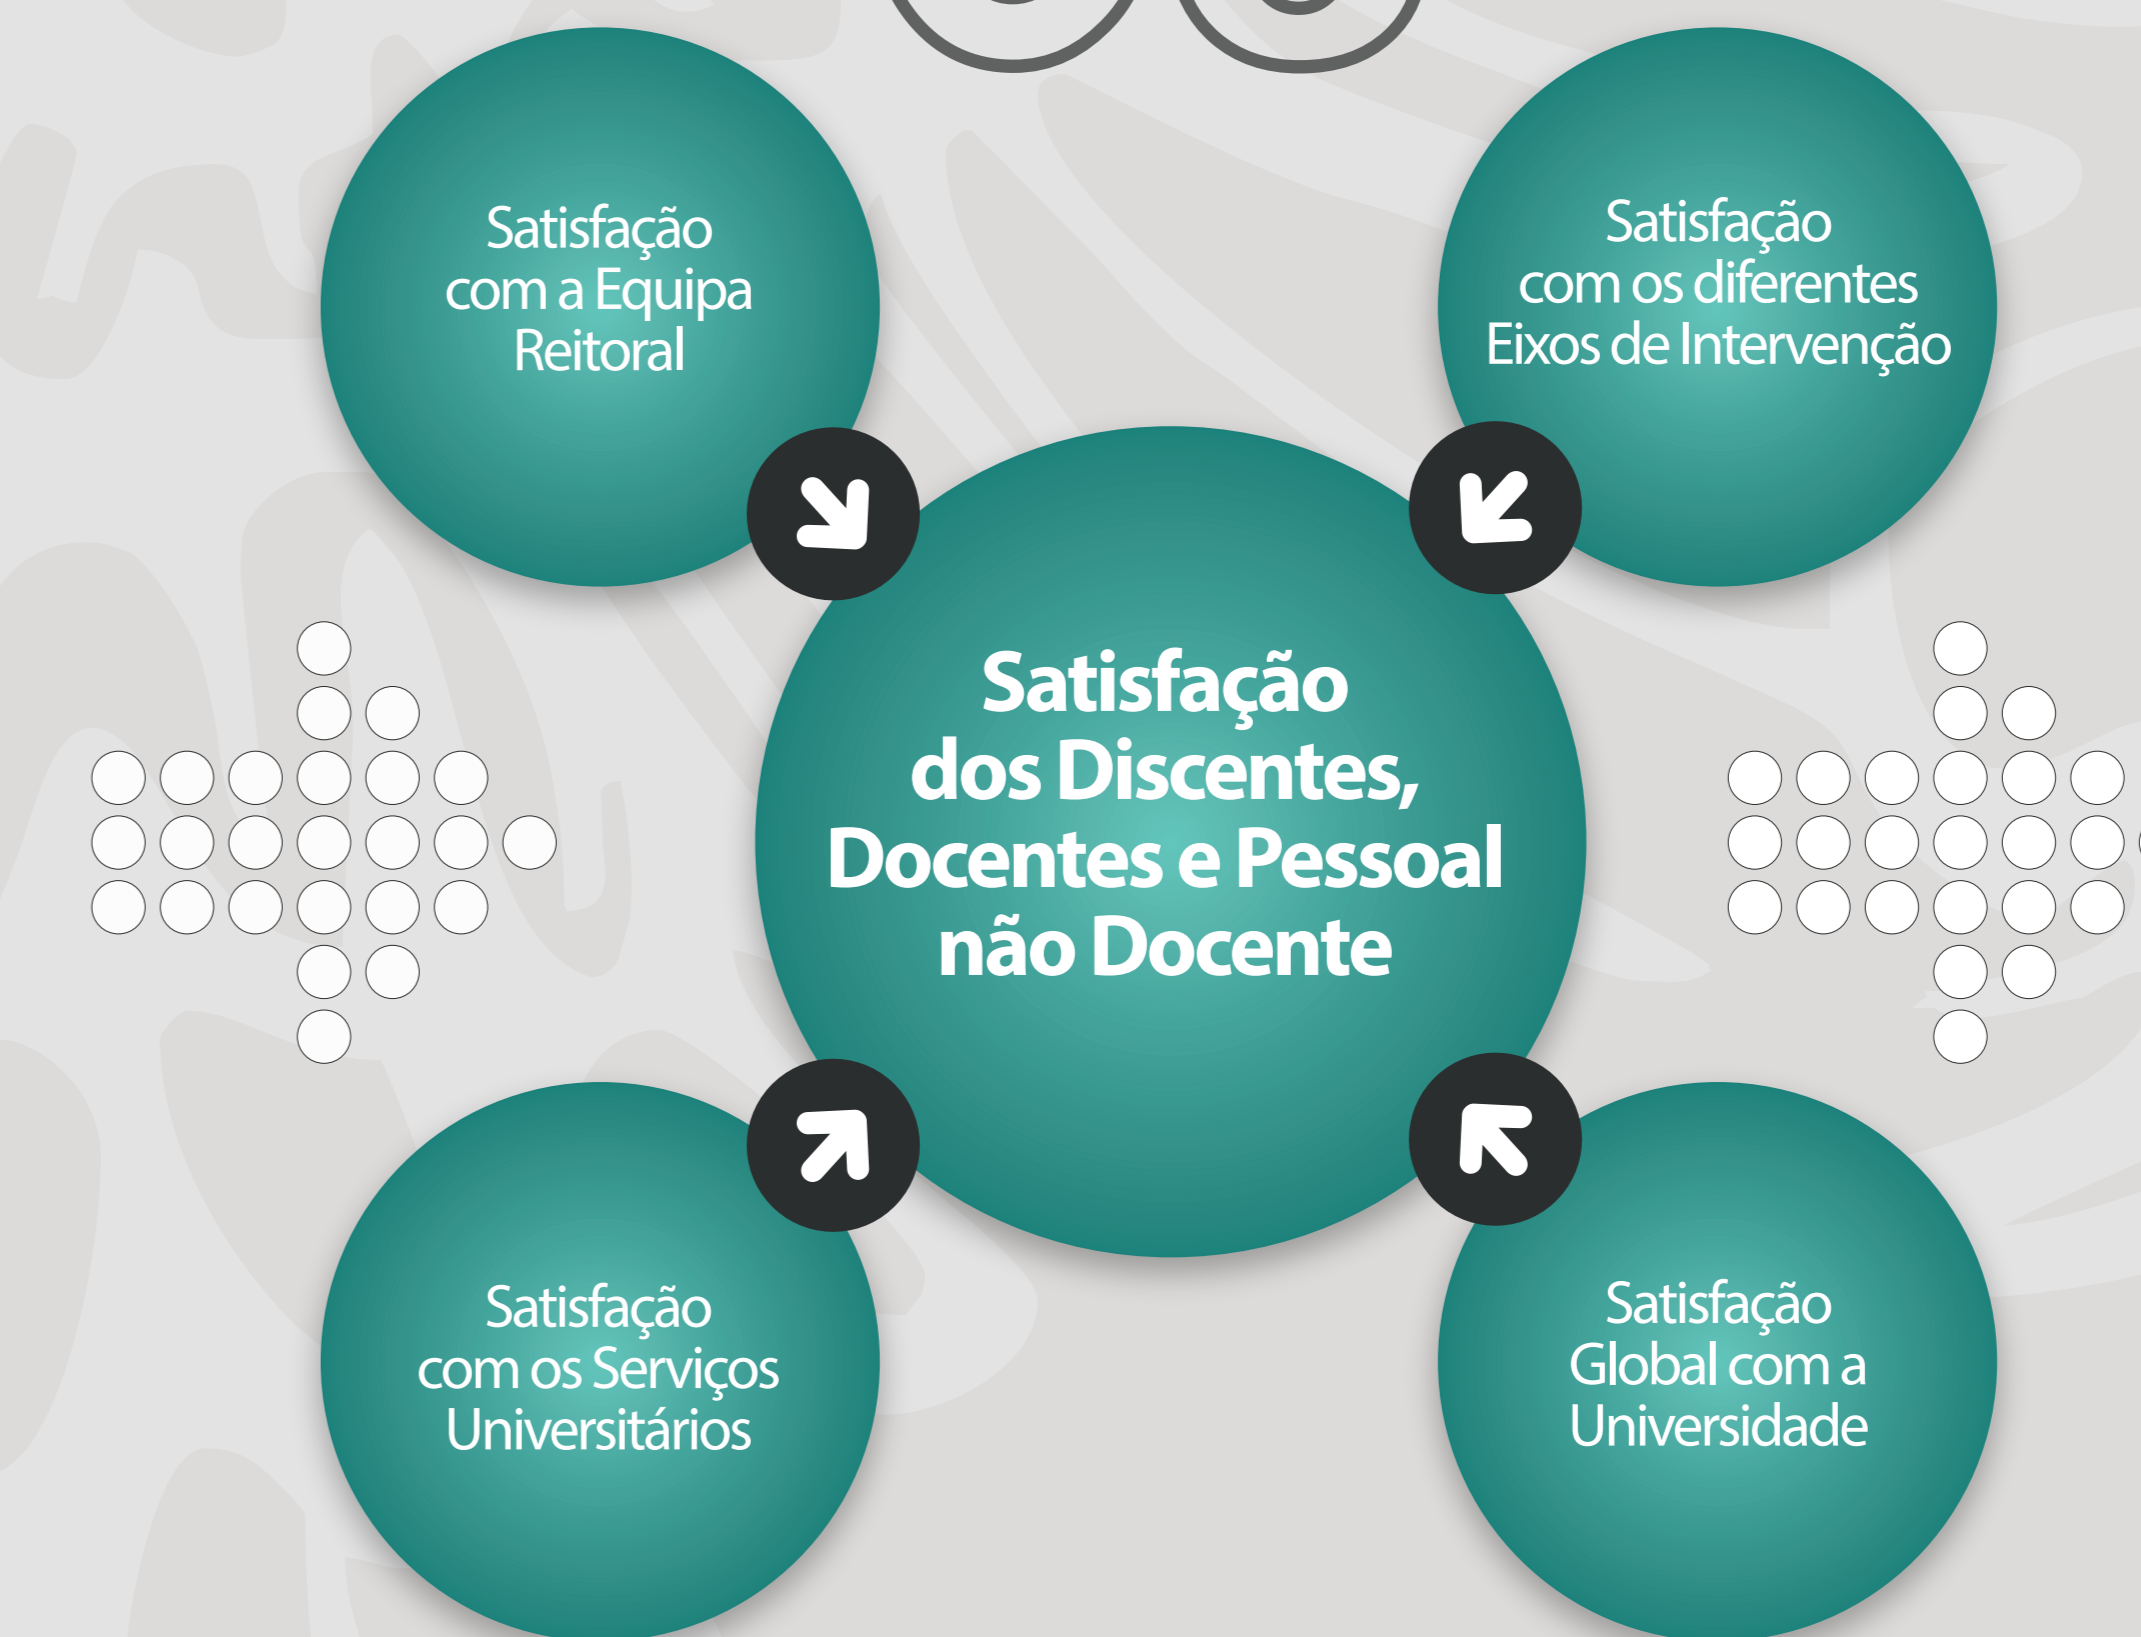 Satisfação
com a Equipa
Reitoral
Satisfação
com os diferentes
Eixos de Intervenção
Satisfação
dos Discentes,
Docentes e Pessoal
não Docente
Satisfação
com os Serviços
Universitários
Satisfação
Global com a
Universidade